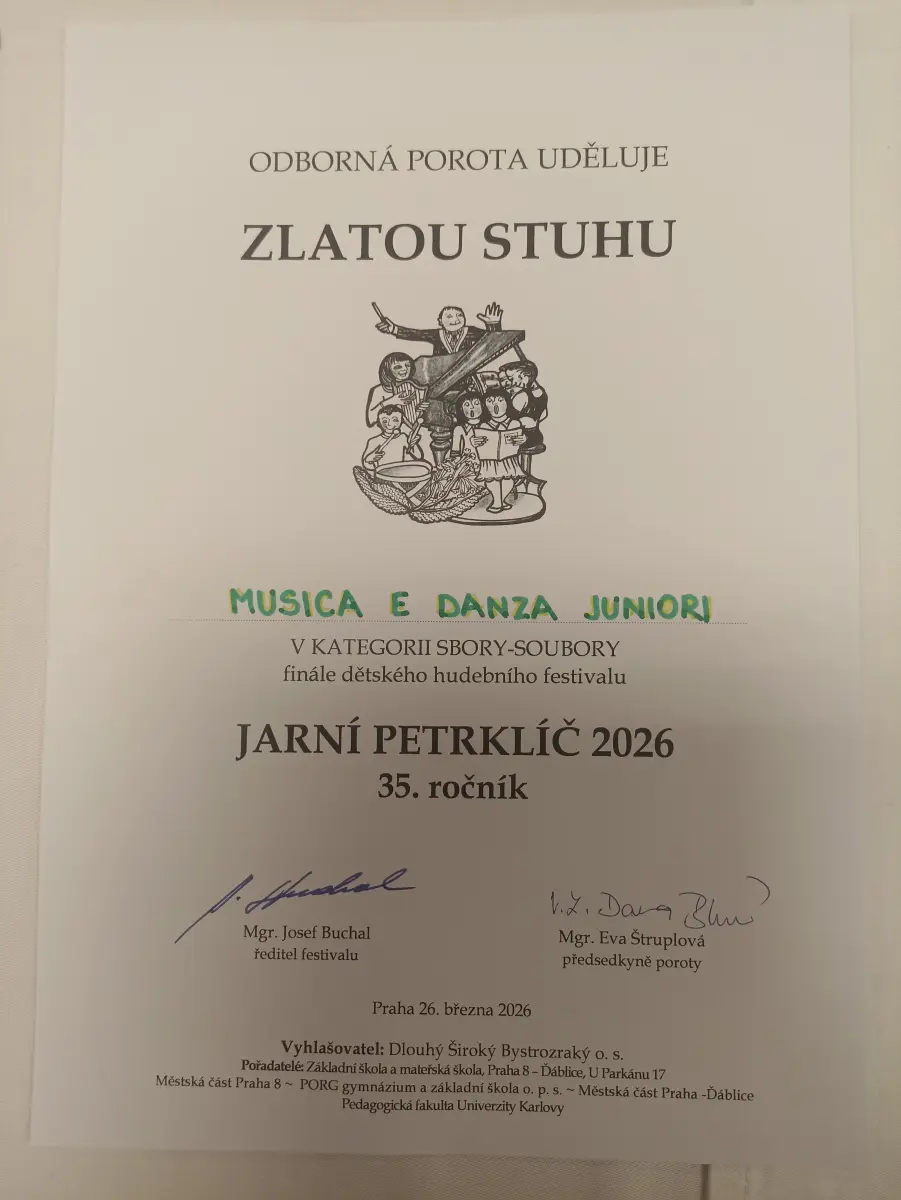 ODBORNÁ POROTA UDĚLUJE
ZLATOU STUHU
MUSICA E DANZA JUNIORI
V KATEGORII SBORY-SOUBORY
finále dětského hudebního festivalu
JARNÍ PETRKLÍČ 2026
35. ročník
V.Z. Dana
Mgr. Josef Buchal
ředitel festivalu
Mgr. Eva Štruplová
předsedkyně poroty
Praha 26. března 2026
Vyhlašovatel: Dlouhý Široký Bystrozraký o. s.
Pořadatelé: Základní škola a mateřská škola, Praha 8 – Ďáblice, U Parkánu 17
Městská část Praha 8 ~ PORG gymnázium a základní škola o. p. s. ~ Městská část Praha -Ďáblice
Pedagogická fakulta Univerzity Karlovy